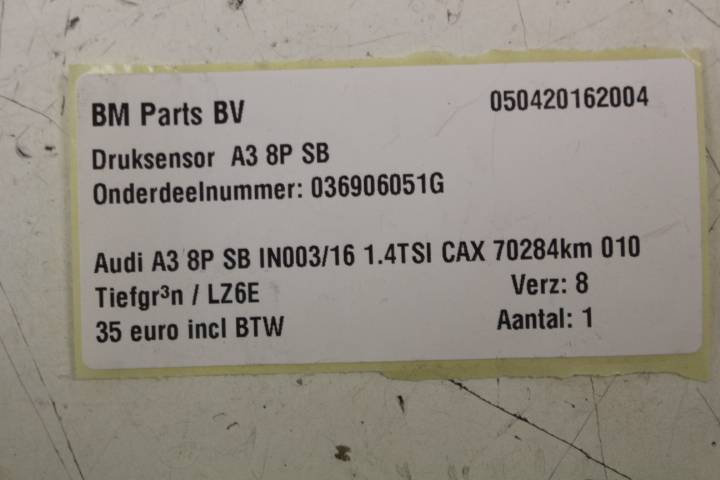 BM Parts BV 050420162004
Druksensor A3 8P SB
Onderdeelnummer: 036906051G
Audi A3 8P SB IN003/16 1.4TSI CAX 70284km 010
Tiefgr³n / LZ6E Verz: 8
35 euro incl BTW Aantal: 1